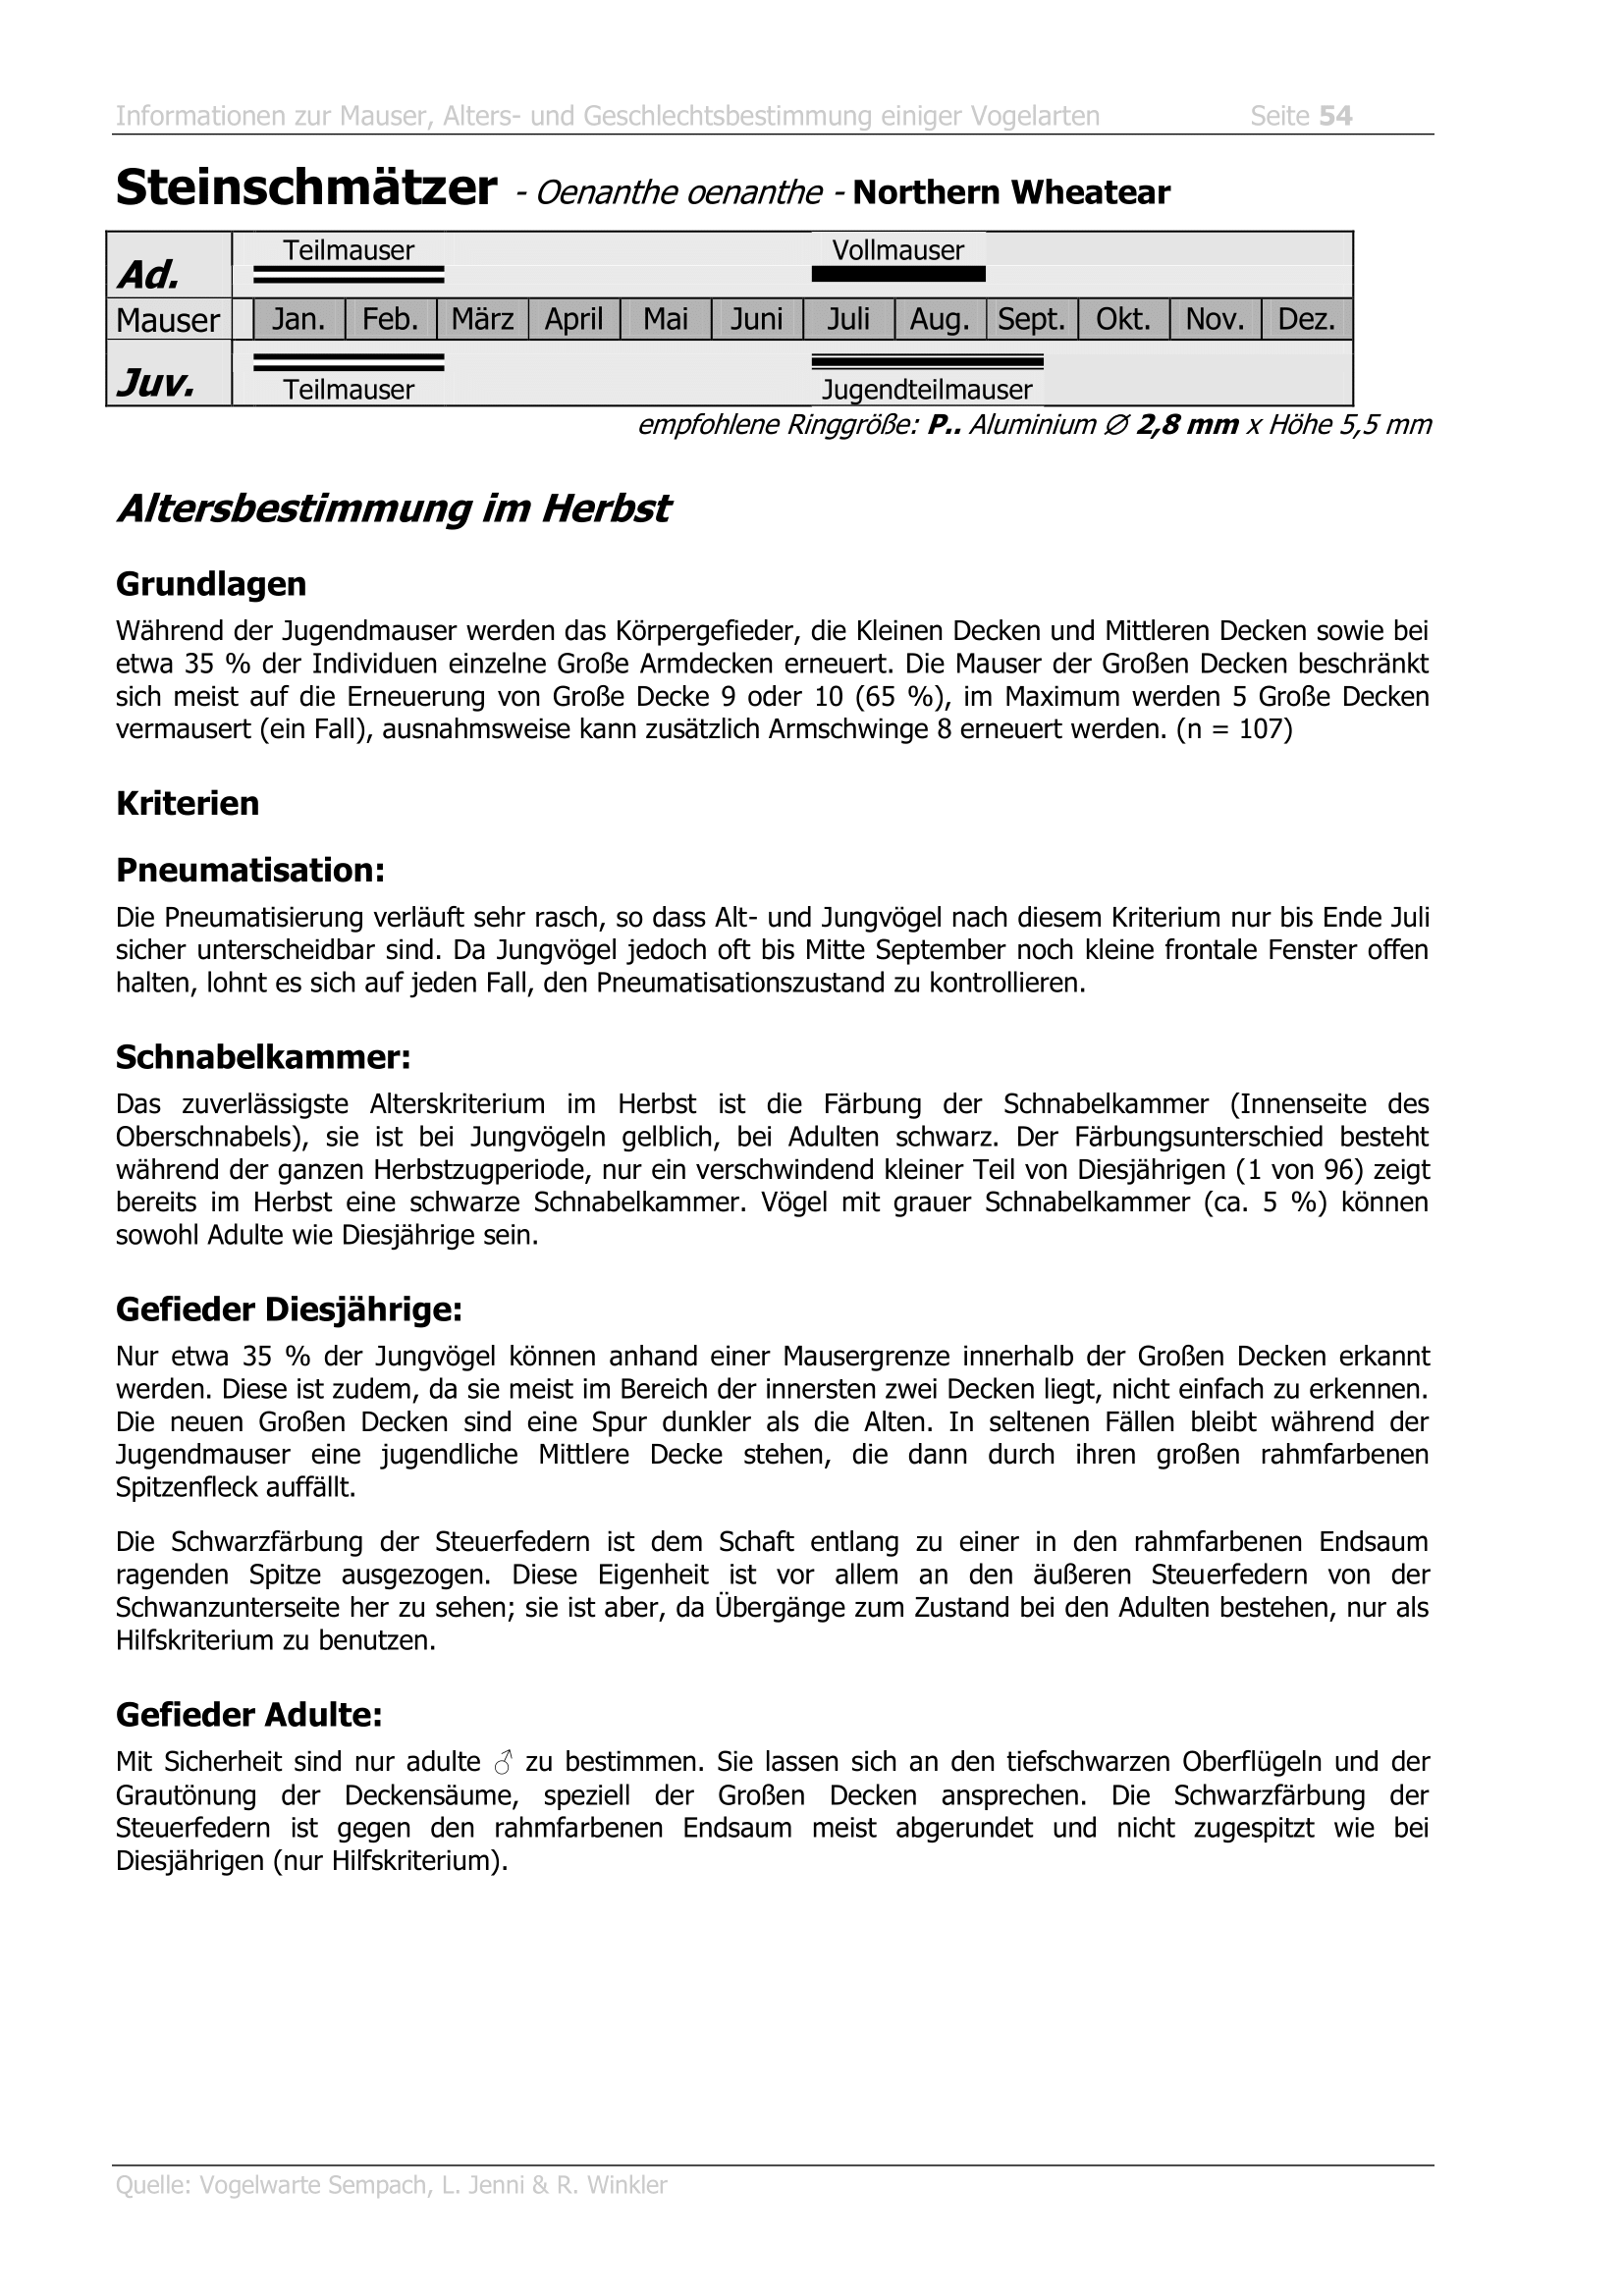 Informationen zur Mauser, Alters- und Geschlechtsbestimmung einiger Vogelarten Seite 54
Steinschmätzer - Oenanthe oenanthe - Northern Wheatear
Teilmauser Vollmauser
Ad.
Mauser Jan. Feb. März April Mai Juni Juli Aug. Sept. Okt. Nov. Dez.
Juv.
Teilmauser Jugendteilmauser
empfohlene Ringgröße: P.. Aluminium ∅ 2,8 mm x Höhe 5,5 mm
Altersbestimmung im Herbst
Grundlagen
Während der Jugendmauser werden das Körpergefieder, die Kleinen Decken und Mittleren Decken sowie bei
etwa 35 % der Individuen einzelne Große Armdecken erneuert. Die Mauser der Großen Decken beschränkt
sich meist auf die Erneuerung von Große Decke 9 oder 10 (65 %), im Maximum werden 5 Große Decken
vermausert (ein Fall), ausnahmsweise kann zusätzlich Armschwinge 8 erneuert werden. (n = 107)
Kriterien
Pneumatisation:
Die Pneumatisierung verläuft sehr rasch, so dass Alt- und Jungvögel nach diesem Kriterium nur bis Ende Juli
sicher unterscheidbar sind. Da Jungvögel jedoch oft bis Mitte September noch kleine frontale Fenster offen
halten, lohnt es sich auf jeden Fall, den Pneumatisationszustand zu kontrollieren.
Schnabelkammer:
Das zuverlässigste Alterskriterium im Herbst ist die Färbung der Schnabelkammer (Innenseite des
Oberschnabels), sie ist bei Jungvögeln gelblich, bei Adulten schwarz. Der Färbungsunterschied besteht
während der ganzen Herbstzugperiode, nur ein verschwindend kleiner Teil von Diesjährigen (1 von 96) zeigt
bereits im Herbst eine schwarze Schnabelkammer. Vögel mit grauer Schnabelkammer (ca. 5 %) können
sowohl Adulte wie Diesjährige sein.
Gefieder Diesjährige:
Nur etwa 35 % der Jungvögel können anhand einer Mausergrenze innerhalb der Großen Decken erkannt
werden. Diese ist zudem, da sie meist im Bereich der innersten zwei Decken liegt, nicht einfach zu erkennen.
Die neuen Großen Decken sind eine Spur dunkler als die Alten. In seltenen Fällen bleibt während der
Jugendmauser eine jugendliche Mittlere Decke stehen, die dann durch ihren großen rahmfarbenen
Spitzenfleck auffällt.
Die Schwarzfärbung der Steuerfedern ist dem Schaft entlang zu einer in den rahmfarbenen Endsaum
ragenden Spitze ausgezogen. Diese Eigenheit ist vor allem an den äußeren Steuerfedern von der
Schwanzunterseite her zu sehen; sie ist aber, da Übergänge zum Zustand bei den Adulten bestehen, nur als
Hilfskriterium zu benutzen.
Gefieder Adulte:
Mit Sicherheit sind nur adulte ♂ zu bestimmen. Sie lassen sich an den tiefschwarzen Oberflügeln und der
Grautönung der Deckensäume, speziell der Großen Decken ansprechen. Die Schwarzfärbung der
Steuerfedern ist gegen den rahmfarbenen Endsaum meist abgerundet und nicht zugespitzt wie bei
Diesjährigen (nur Hilfskriterium).
Quelle: Vogelwarte Sempach, L. Jenni & R. Winkler